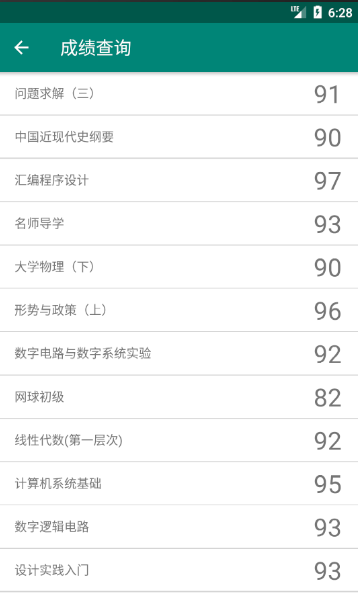 LTE 6:28
成绩查询
问题求解（三） 91
中国近现代史纲要 90
汇编程序设计 97
名师导学 93
大学物理（下） 90
形势与政策（上） 96
数字电路与数字系统实验 92
网球初级 82
线性代数(第一层次) 92
计算机系统基础 95
数字逻辑电路 93
设计实践入门 93